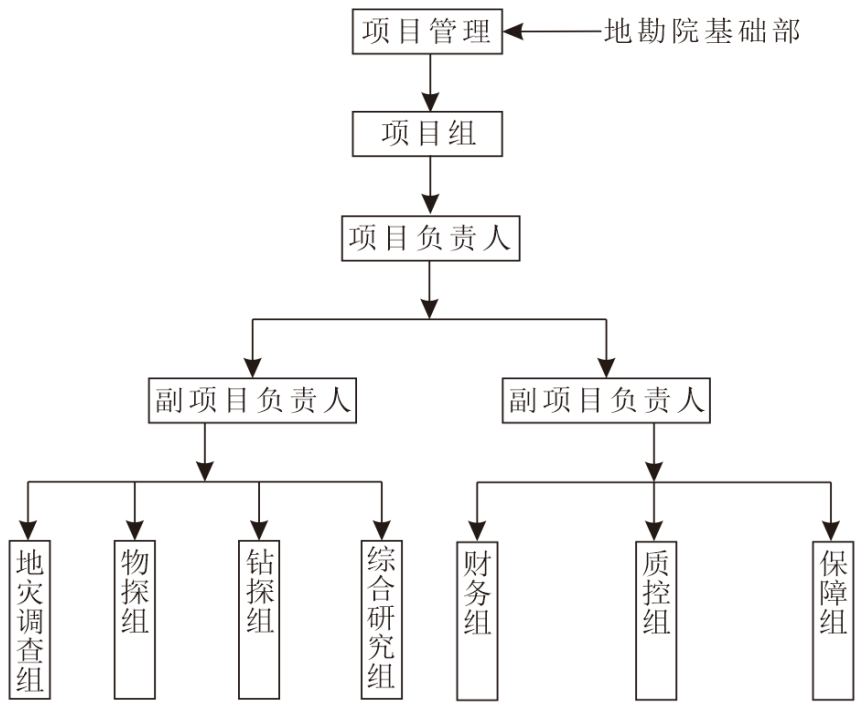 项目管理
地勘院基础部
项目组
项目负责人
副项目负责人
副项目负责人
地灾调查组
物探组
钻探组
综合研究组
财务组
质控组
保障组